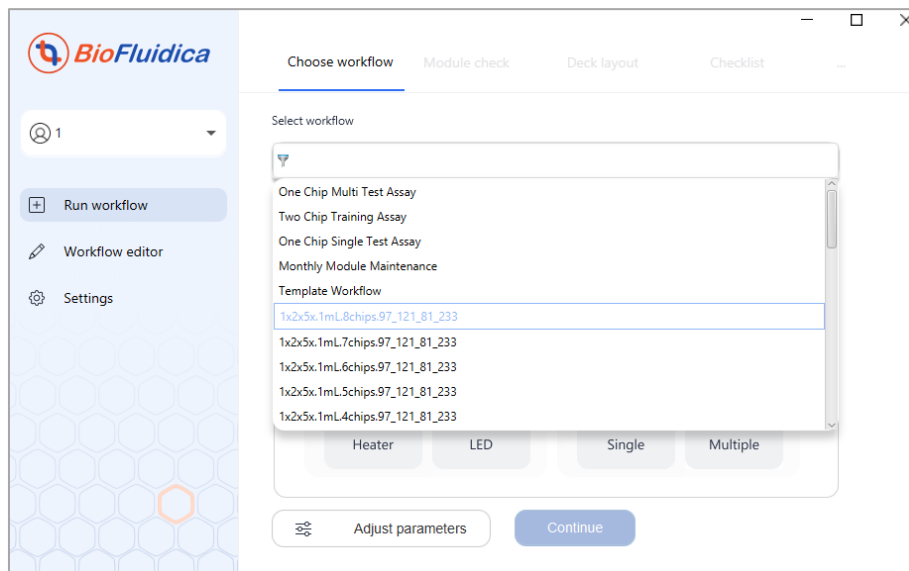 BioFluidica
Choose workflow
Module check
Deck layout
Checklist
...
1
Select workflow
Run workflow
Workflow editor
Settings
One Chip Multi Test Assay
Two Chip Training Assay
One Chip Single Test Assay
Monthly Module Maintenance
Template Workflow
1x2x5x.1mL.8chips.97_121_81_233
1x2x5x.1mL.7chips.97_121_81_233
1x2x5x.1mL.6chips.97_121_81_233
1x2x5x.1mL.5chips.97_121_81_233
1x2x5x.1mL.4chips.97_121_81_233
Heater
LED
Single
Multiple
Adjust parameters
Continue